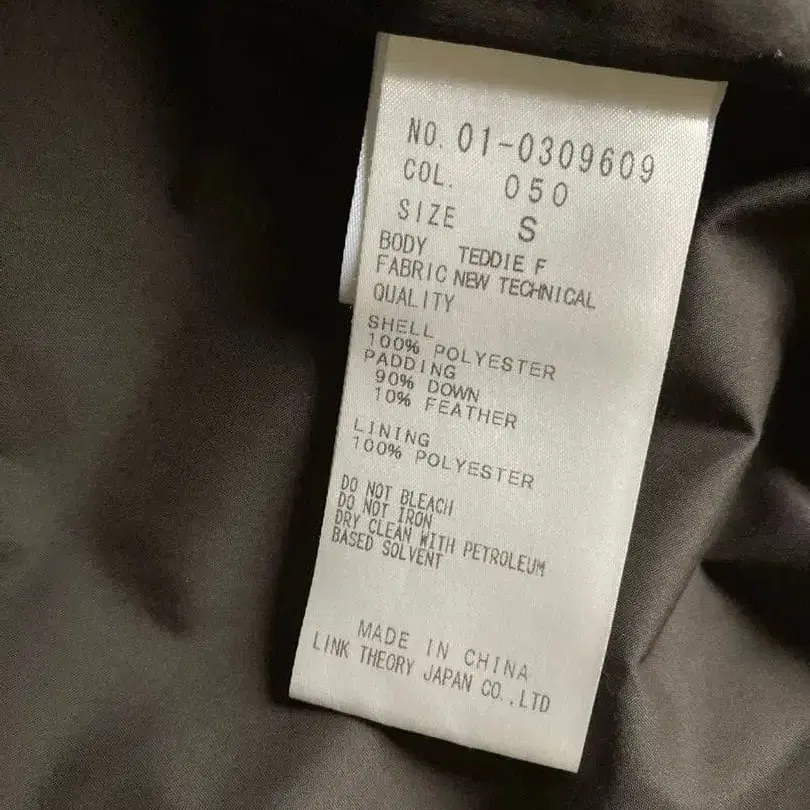 NO. 01-0309609
COL. 050
SIZE S
BODY TEDDIE F
FABRIC NEW TECHNICAL
QUALITY
SHELL
100% POLYESTER
PADDING
90% DOWN
10% FEATHER
LINING
100% POLYESTER
DO NOT BLEACH
DO NOT IRON
DRY CLEAN WITH PETROLEUM
BASED SOLVENT
MADE IN CHINA
LINK THEORY JAPAN CO.,LTD